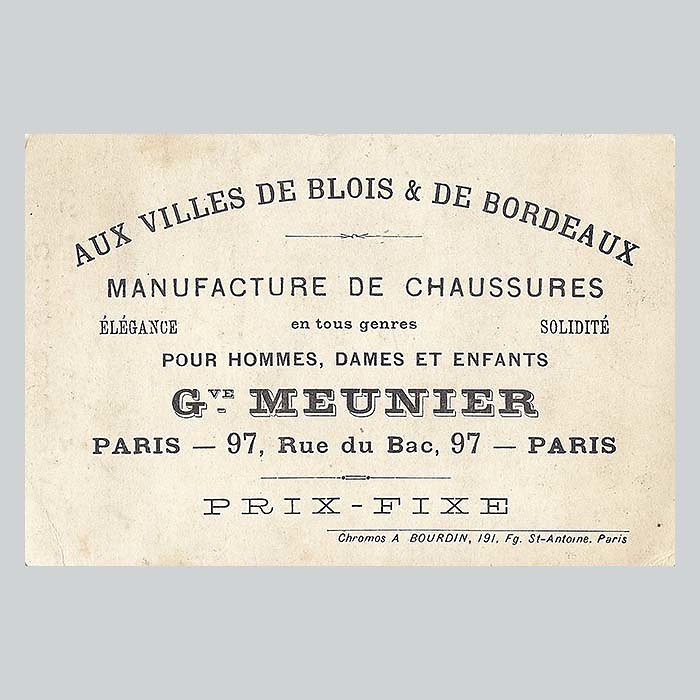 AUX VILLES DE BLOIS & DE BORDEAUX
MANUFACTURE DE CHAUSSURES
ÉLÉGANCE en tous genres SOLIDITÉ
POUR HOMMES, DAMES ET ENFANTS
GVE MEUNIER
PARIS — 97, Rue du Bac, 97 — PARIS
PRIX-FIXE
Chromos A BOURDIN, 191, Fg. St-Antoine. Paris